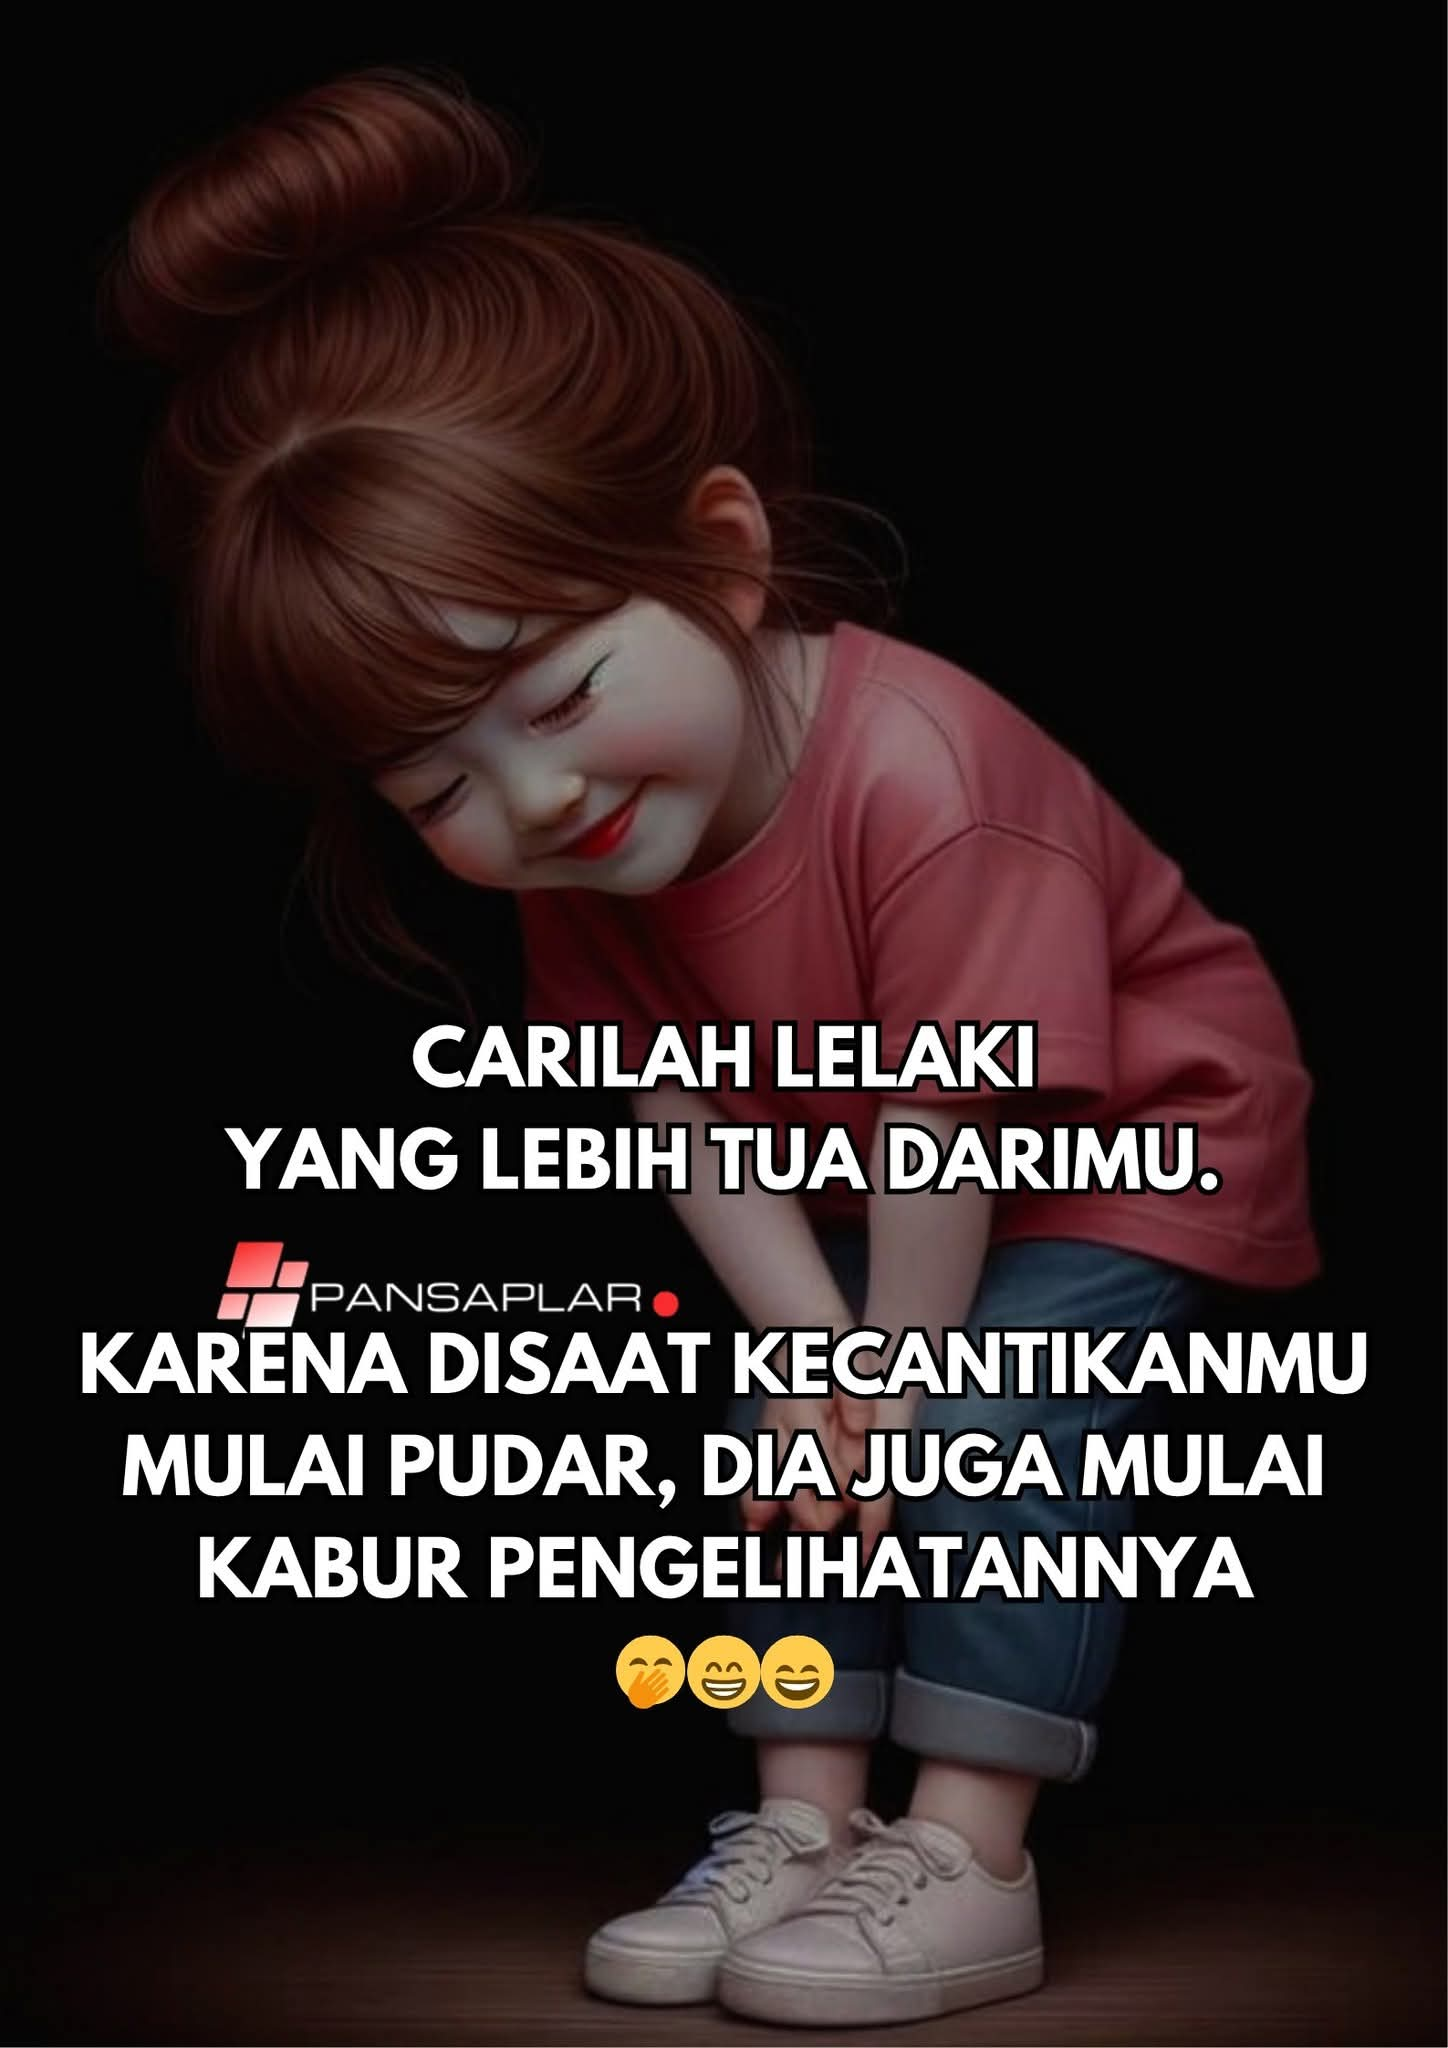 CARILAH LELAKI
YANG LEBIH TUA DARIMU.
PANSAPLAR
KARENA DISAAT KECANTIKANMU
MULAI PUDAR, DIA JUGA MULAI
KABUR PENGELIHATANNYA
🤭😁😄